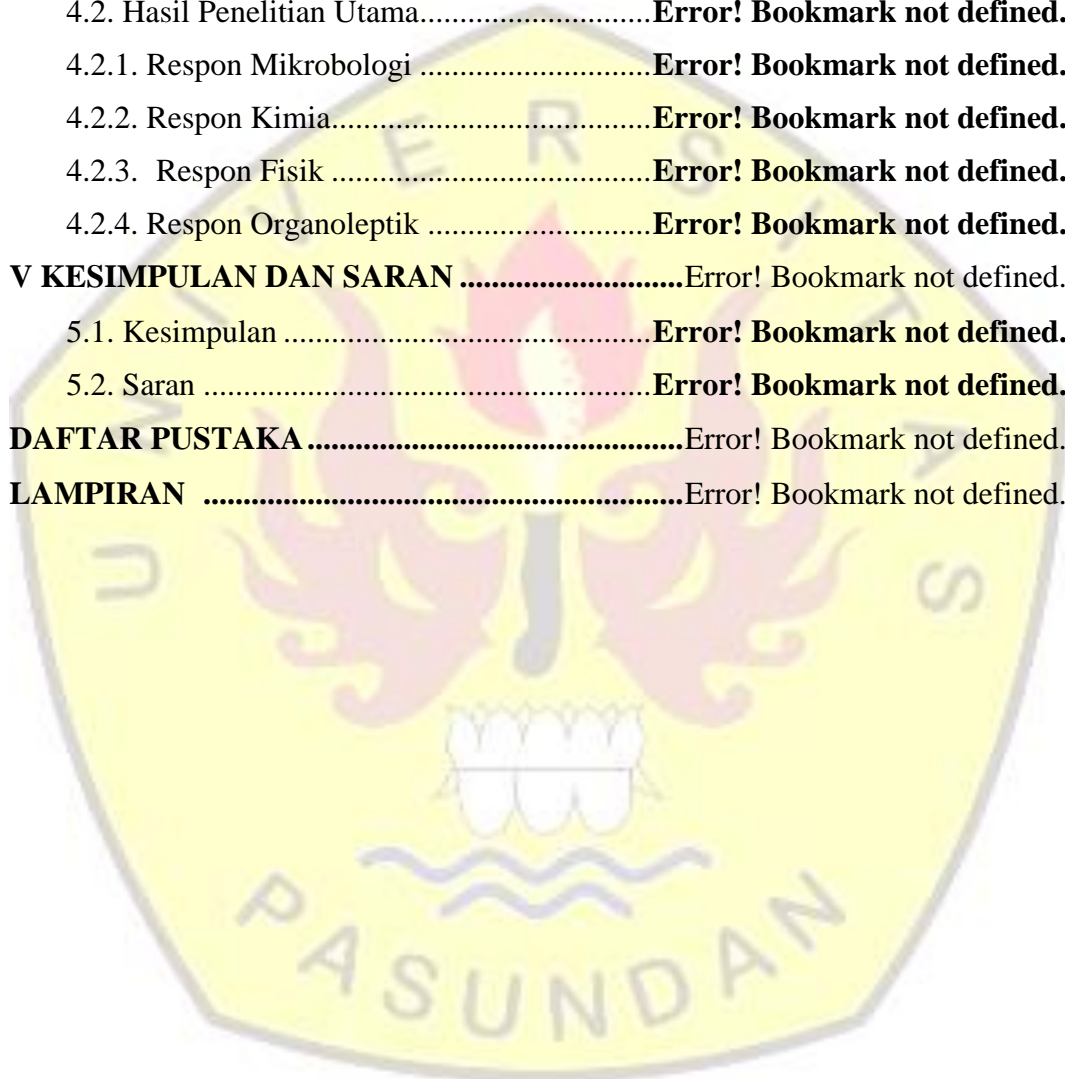 4.2. Hasil Penelitian Utama............................Error! Bookmark not defined.
4.2.1. Respon Mikrobologi ............................Error! Bookmark not defined.
4.2.2. Respon Kimia.......................................Error! Bookmark not defined.
4.2.3. Respon Fisik .......................................Error! Bookmark not defined.
4.2.4. Respon Organoleptik ...........................Error! Bookmark not defined.
V KESIMPULAN DAN SARAN ...........................Error! Bookmark not defined.
5.1. Kesimpulan ............................................Error! Bookmark not defined.
5.2. Saran ......................................................Error! Bookmark not defined.
DAFTAR PUSTAKA.............................................Error! Bookmark not defined.
LAMPIRAN ..........................................................Error! Bookmark not defined.
UNIVERSITAS
PASUNDAN